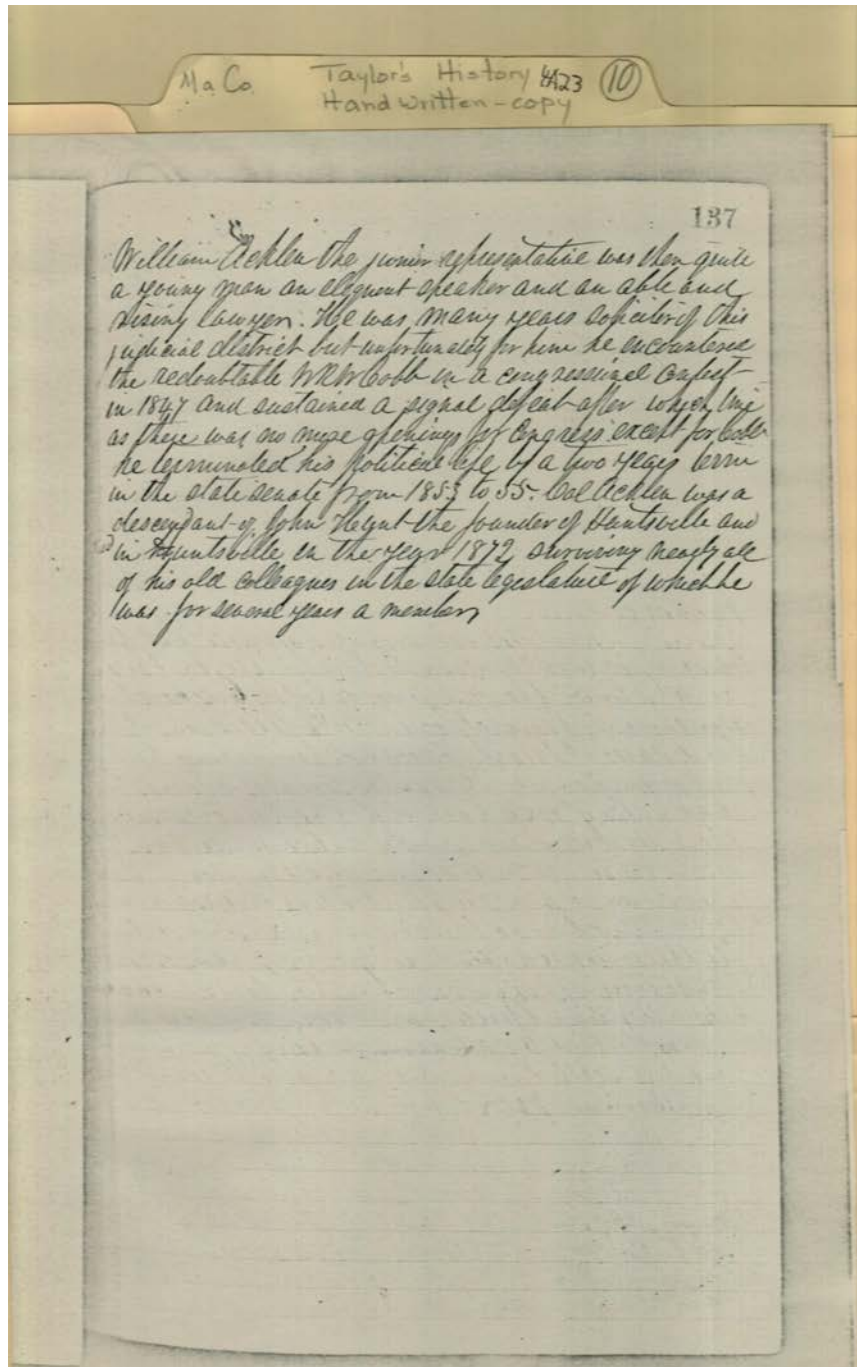 Ma Co. Taylor's History 4A23 10
Hand written - copy
137
William Acklen the junior representative was then quite
a young man an eloquent speaker and an able and
rising lawyer. He was many years soliciter of this
judicial district but unfortunately for him he encountered
the redoubtable WRW Cobb in a congressional contest
in 1847 and sustained a signal defeat after which time
as there was no more openings for Congress except for Cobb
he terminated his political life by a two years term
in the state senate from 1853 to 55. Col Acklen was a
descendant of John Hunt the founder of Huntsville and
in Huntsville in the year 1872 surviving nearly all
of his old colleagues in the state legislature of which he
was for several years a member